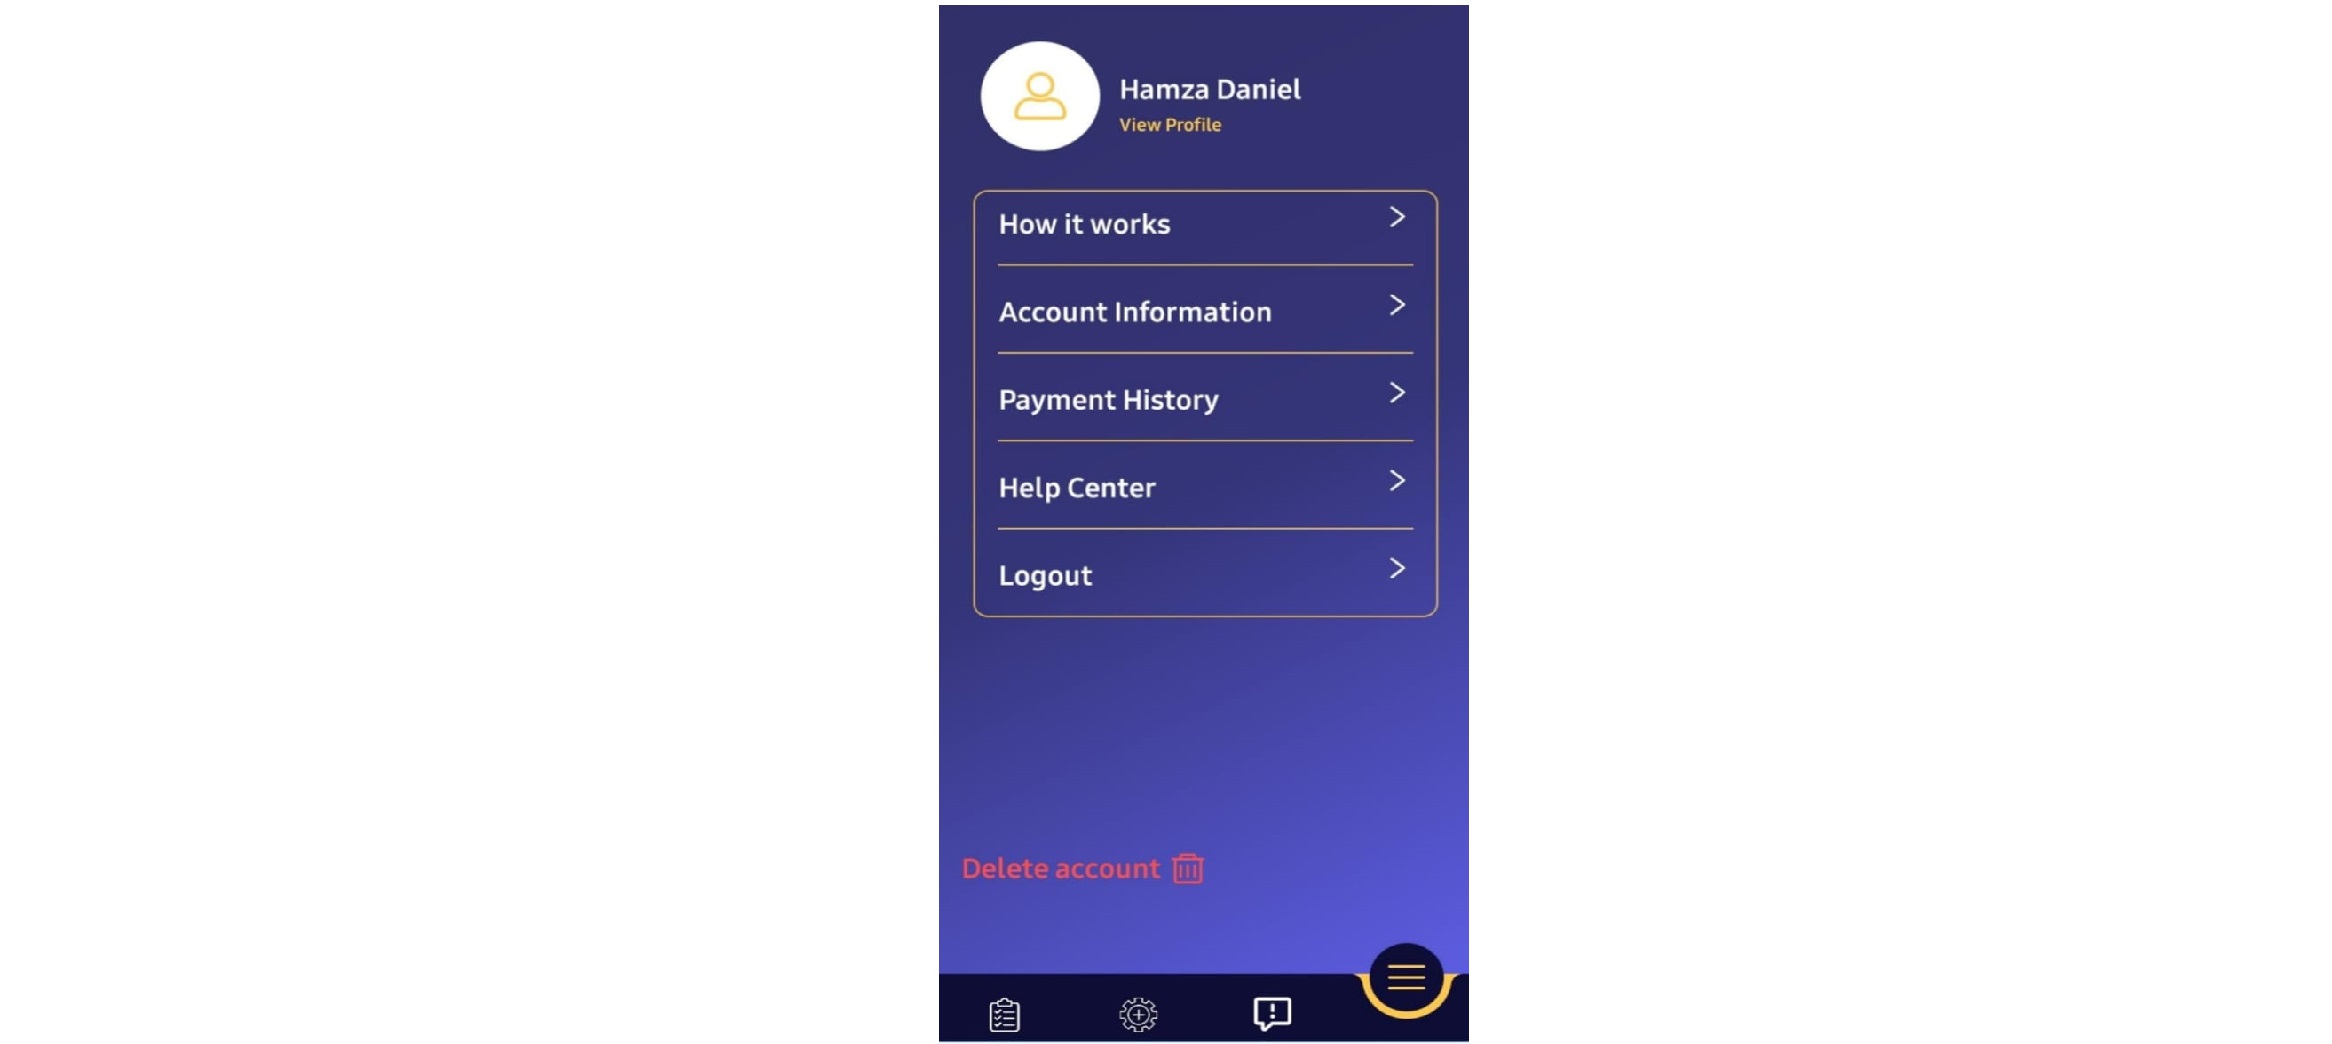 Hamza Daniel
View Profile
How it works
Account Information
Payment History
Help Center
Logout
Delete account